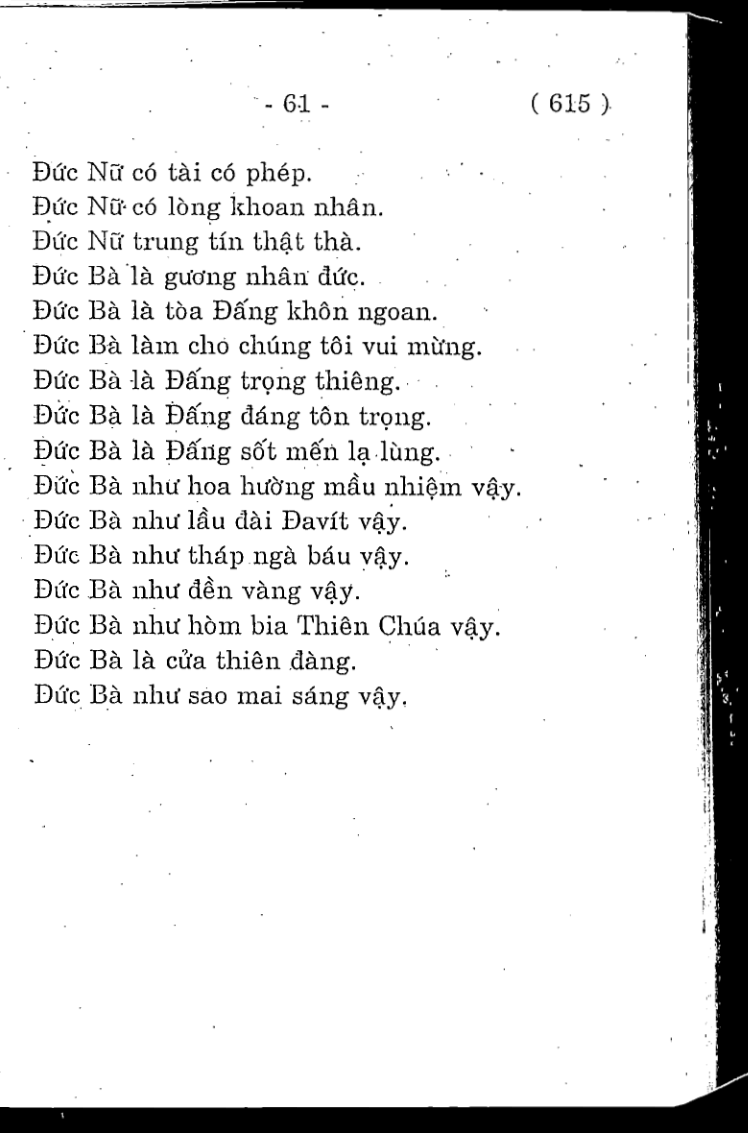 - 61 - ( 615 )
Đức Nữ có tài có phép.
Đức Nữ có lòng khoan nhân.
Đức Nữ trung tín thật thà.
Đức Bà là gương nhân đức.
Đức Bà là tòa Đấng khôn ngoan.
Đức Bà làm cho chúng tôi vui mừng.
Đức Bà là Đấng trọng thiêng.
Đức Bà là Đấng đáng tôn trọng.
Đức Bà là Đấng sốt mến lạ lùng.
Đức Bà như hoa hường mầu nhiệm vậy.
Đức Bà như lầu đài Đavít vậy.
Đức Bà như tháp ngà báu vậy.
Đức Bà như đền vàng vậy.
Đức Bà như hòm bia Thiên Chúa vậy.
Đức Bà là cửa thiên đàng.
Đức Bà như sao mai sáng vậy.